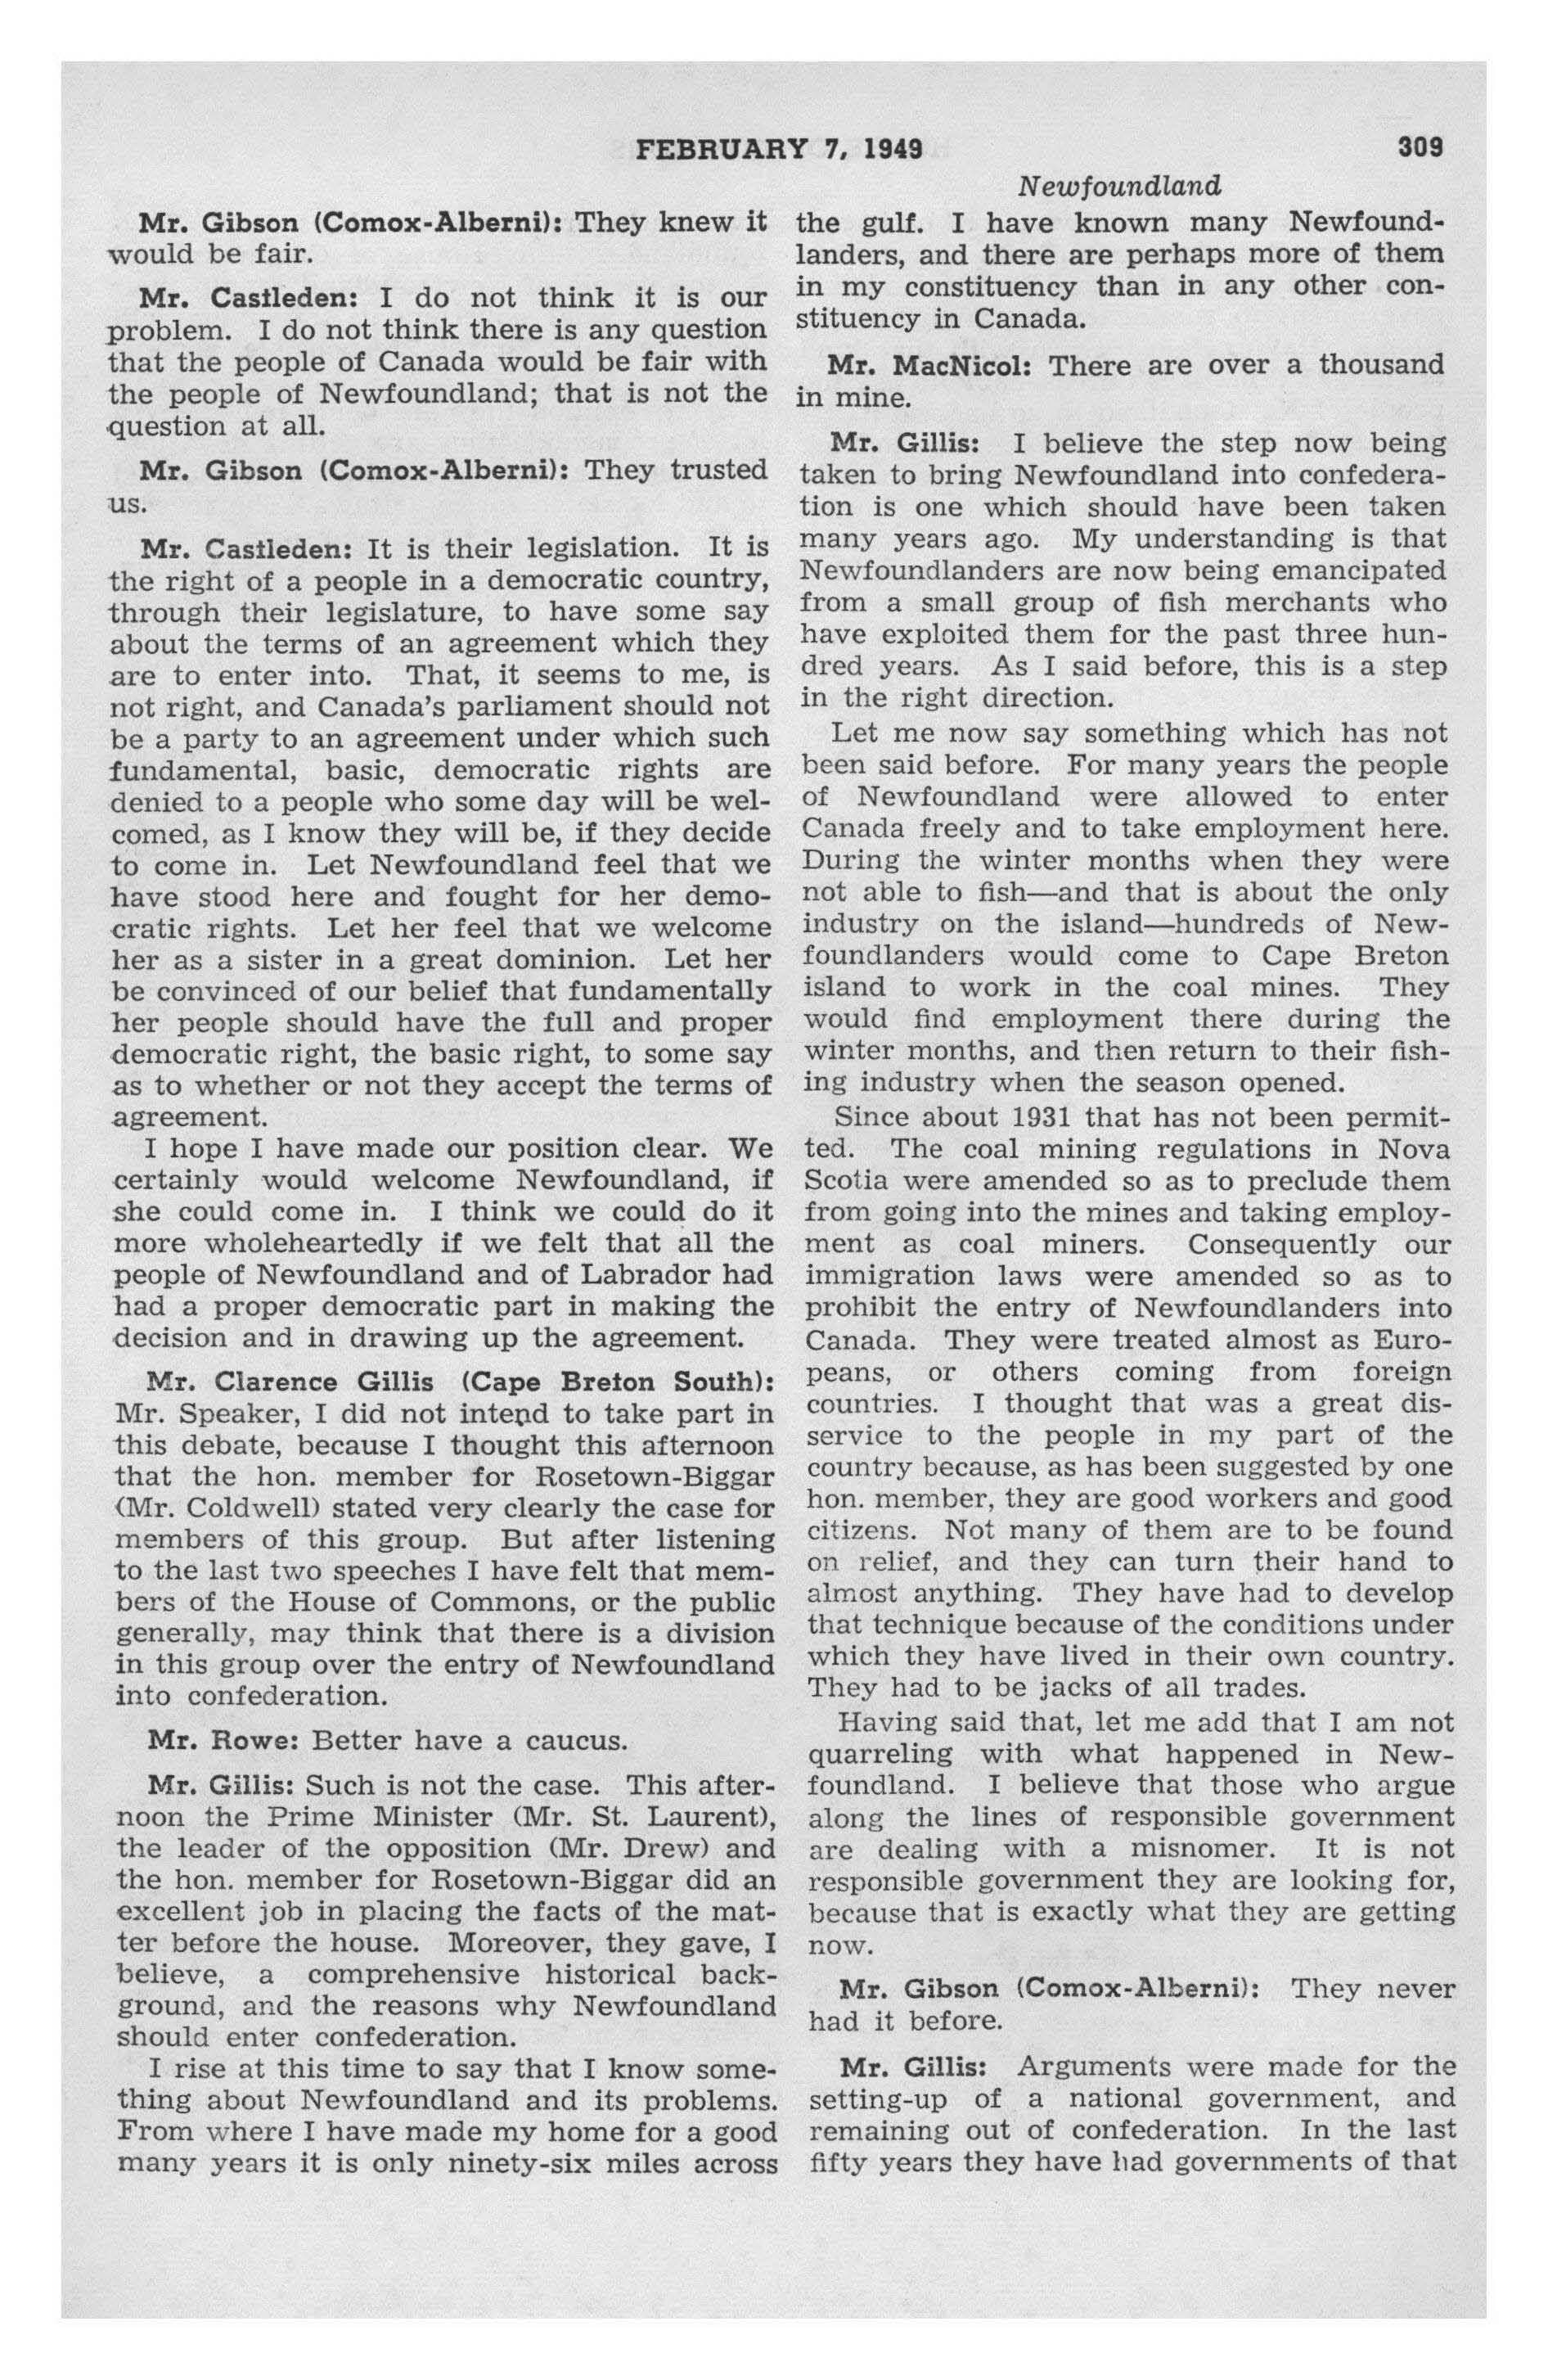 FEBRUARY 7, 1949
309
Newfoundland
Mr. Gibson (Comox-Alberni): They knew it
would be fair.
Mr. Castleden: I do not think it is our
problem. I do not think there is any question
that the people of Canada would be fair with
the people of Newfoundland; that is not the
question at all.
Mr. Gibson (Comox-Alberni): They trusted
us.
Mr. Castleden: It is their legislation. It is
the right of a people in a democratic country,
through their legislature, to have some say
about the terms of an agreement which they
are to enter into. That, it seems to me, is
not right, and Canada's parliament should not
be a party to an agreement under which such
fundamental, basic, democratic rights are
denied to a people who some day will be wel-
comed, as I know they will be, if they decide
to come in. Let Newfoundland feel that we
have stood here and fought for her demo-
cratic rights. Let her feel that we welcome
her as a sister in a great dominion. Let her
be convinced of our belief that fundamentally
her people should have the full and proper
democratic right, the basic right, to some say
as to whether or not they accept the terms of
agreement.
I hope I have made our position clear. We
certainly would welcome Newfoundland, if
she could come in. I think we could do it
more wholeheartedly if we felt that all the
people of Newfoundland and of Labrador had
had a proper democratic part in making the
decision and in drawing up the agreement.
Mr. Clarence Gillis (Cape Breton South):
Mr. Speaker, I did not intend to take part in
this debate, because I thought this afternoon
that the hon. member for Rosetown-Biggar
(Mr. Coldwell) stated very clearly the case for
members of this group. But after listening
to the last two speeches I have felt that mem-
bers of the House of Commons, or the public
generally, may think that there is a division
in this group over the entry of Newfoundland
into confederation.
Mr. Rowe: Better have a caucus.
Mr. Gillis: Such is not the case. This after-
noon the Prime Minister (Mr. St. Laurent),
the leader of the opposition (Mr. Drew) and
the hon. member for Rosetown-Biggar did an
excellent job in placing the facts of the mat-
ter before the house. Moreover, they gave, I
believe, a comprehensive historical back-
ground, and the reasons why Newfoundland
should enter confederation.
I rise at this time to say that I know some-
thing about Newfoundland and its problems.
From where I have made my home for a good
many years it is only ninety-six miles across
the gulf. I have known many Newfound-
landers, and there are perhaps more of them
in my constituency than in any other con-
stituency in Canada.
Mr. MacNicol: There are over a thousand
in mine.
Mr. Gillis: I believe the step now being
taken to bring Newfoundland into confedera-
tion is one which should have been taken
many years ago. My understanding is that
Newfoundlanders are now being emancipated
from a small group of fish merchants who
have exploited them for the past three hun-
dred years. As I said before, this is a step
in the right direction.
Let me now say something which has not
been said before. For many years the people
of Newfoundland were allowed to enter
Canada freely and to take employment here.
During the winter months when they were
not able to fish—and that is about the only
industry on the island—hundreds of New-
foundlanders would come to Cape Breton
island to work in the coal mines. They
would find employment there during the
winter months, and then return to their fish-
ing industry when the season opened.
Since about 1931 that has not been permit-
ted. The coal mining regulations in Nova
Scotia were amended so as to preclude them
from going into the mines and taking employ-
ment as coal miners. Consequently our
immigration laws were amended so as to
prohibit the entry of Newfoundlanders into
Canada. They were treated almost as Euro-
peans, or others coming from foreign
countries. I thought that was a great dis-
service to the people in my part of the
country because, as has been suggested by one
hon. member, they are good workers and good
citizens. Not many of them are to be found
on relief, and they can turn their hand to
almost anything. They have had to develop
that technique because of the conditions under
which they have lived in their own country.
They had to be jacks of all trades.
Having said that, let me add that I am not
quarreling with what happened in New-
foundland. I believe that those who argue
along the lines of responsible government
are dealing with a misnomer. It is not
responsible government they are looking for,
because that is exactly what they are getting
now.
Mr. Gibson (Comox-Alberni): They never
had it before.
Mr. Gillis: Arguments were made for the
setting-up of a national government, and
remaining out of confederation. In the last
fifty years they have had governments of that